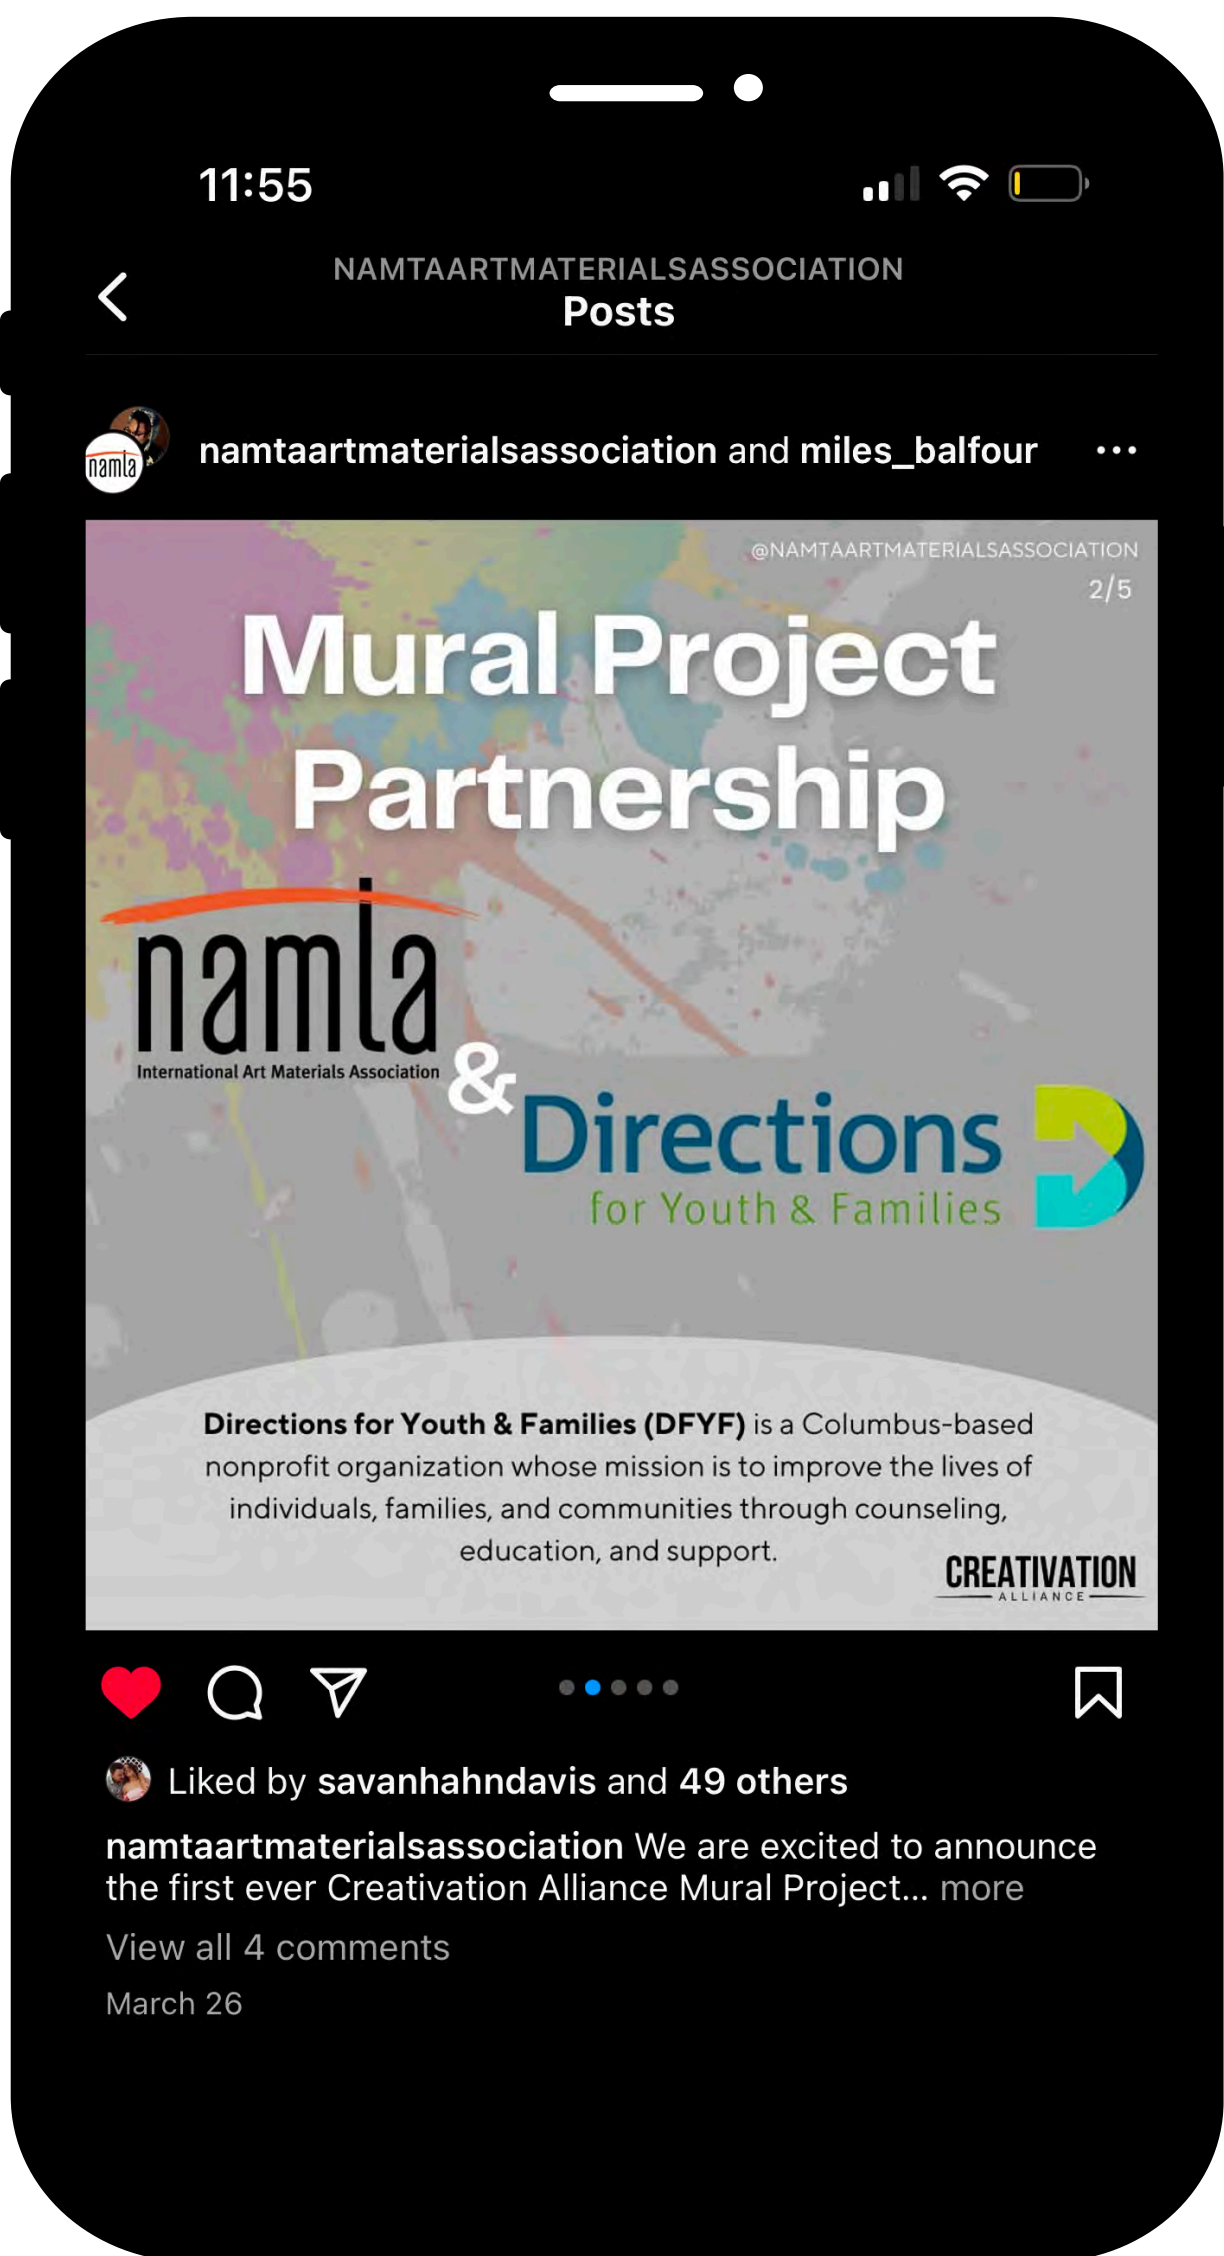 11:55
NAMTAARTMATERIALSASSOCIATION
Posts
namta
namtaartmaterialsassociation and miles_balfour
@NAMTAARTMATERIALSASSOCIATION
2/5
Mural Project
Partnership
namta
International Art Materials Association
&
Directions
for Youth & Families
Directions for Youth & Families (DFYF) is a Columbus-based
nonprofit organization whose mission is to improve the lives of
individuals, families, and communities through counseling,
education, and support.
CREATIVATION
ALLIANCE
Liked by savanhahndavis and 49 others
namtaartmaterialsassociation We are excited to announce
the first ever Creativation Alliance Mural Project... more
View all 4 comments
March 26